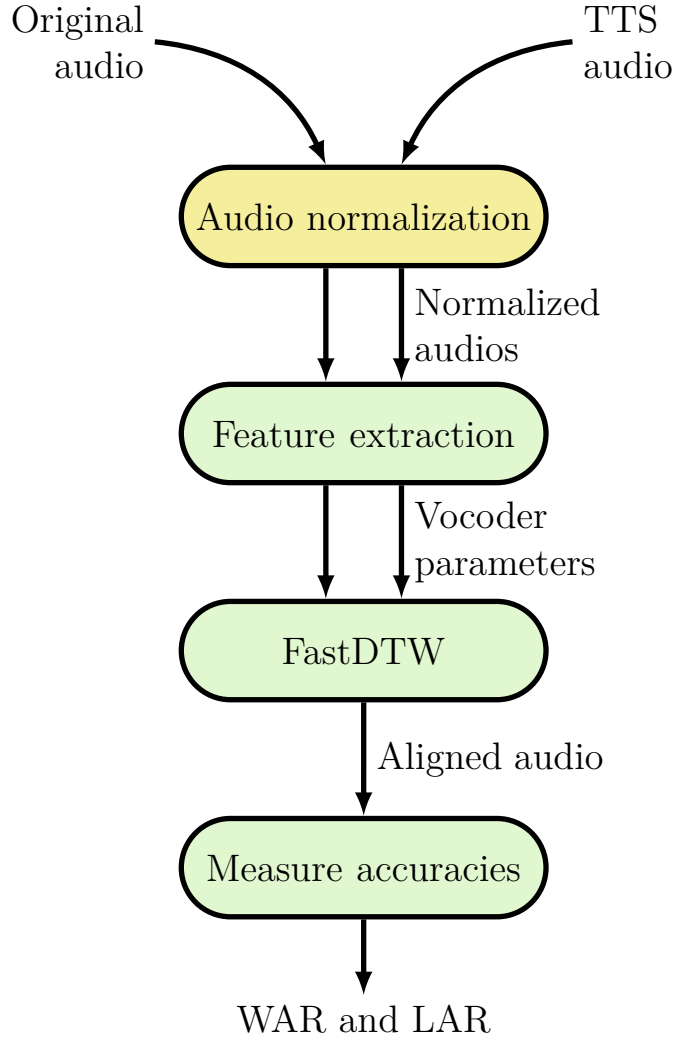 Original
audio
TTS
audio
Audio normalization
Normalized
audios
Feature extraction
Vocoder
parameters
FastDTW
Aligned audio
Measure accuracies
WAR and LAR